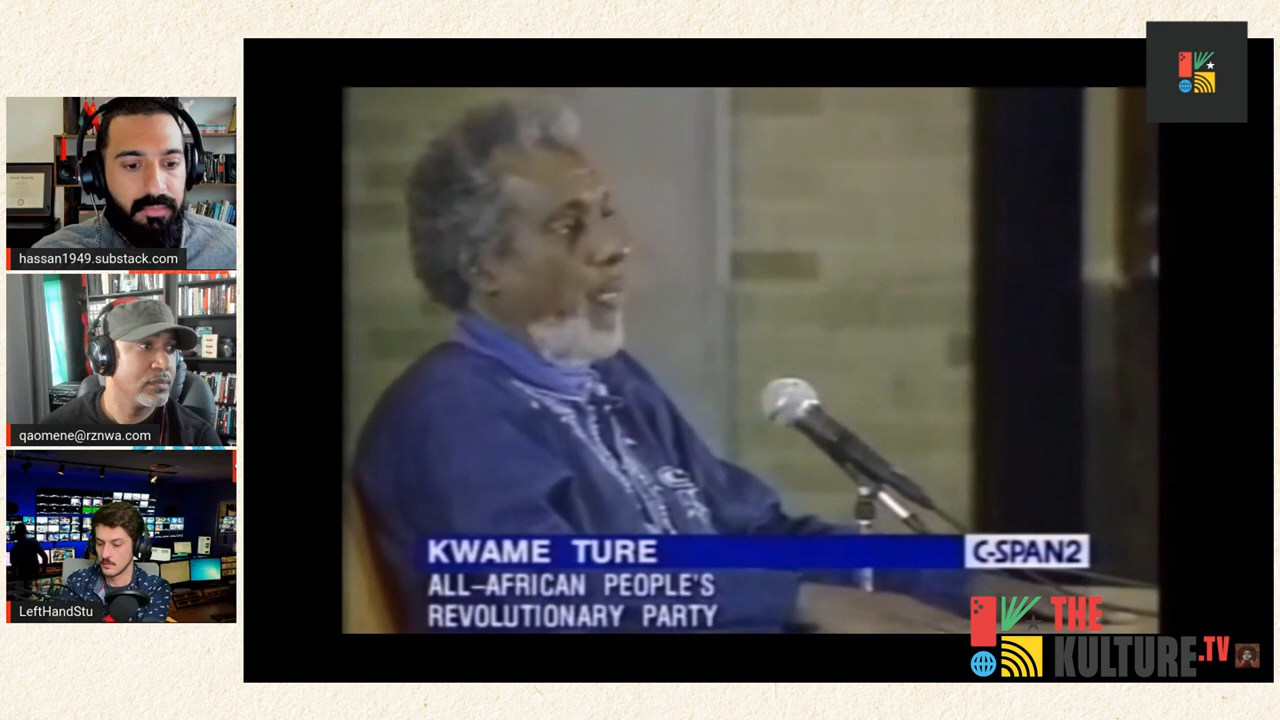 hassan1949.substack.com
qaomene@rznwa.com
LeftHandStu
KWAME TURE
C-SPAN2
ALL–AFRICAN PEOPLE'S
REVOLUTIONARY PARTY
THE
KULTURE.TV